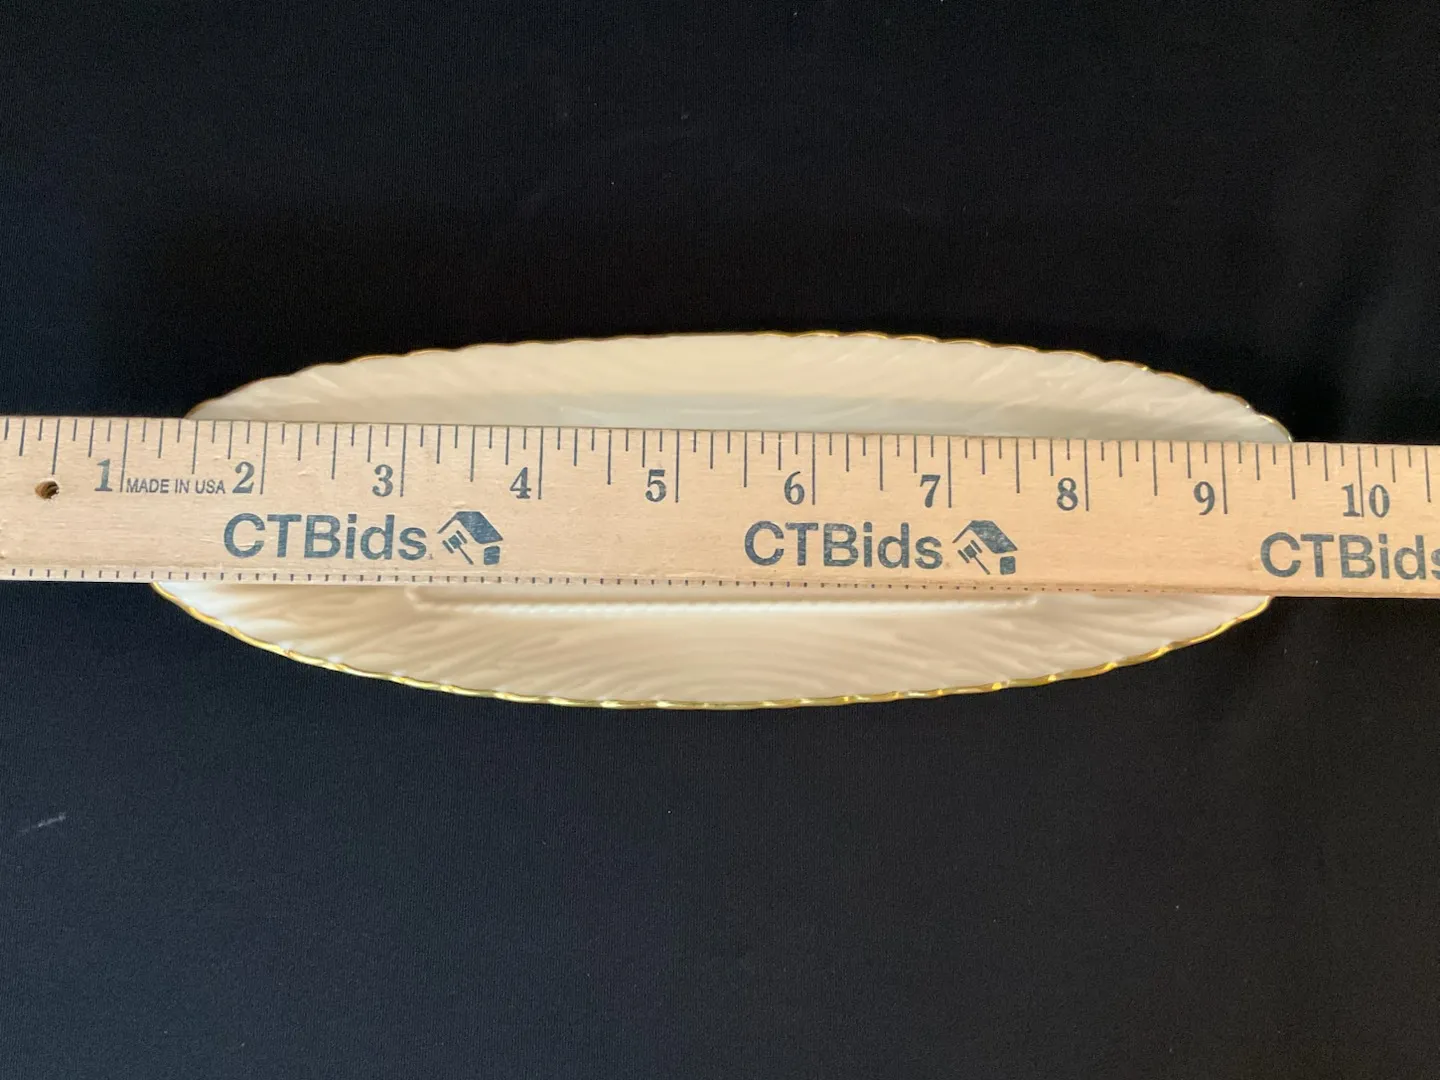 1 MADE IN USA 2 3 4 5 6 7 8 9 10
CTBids CTBids CTBids